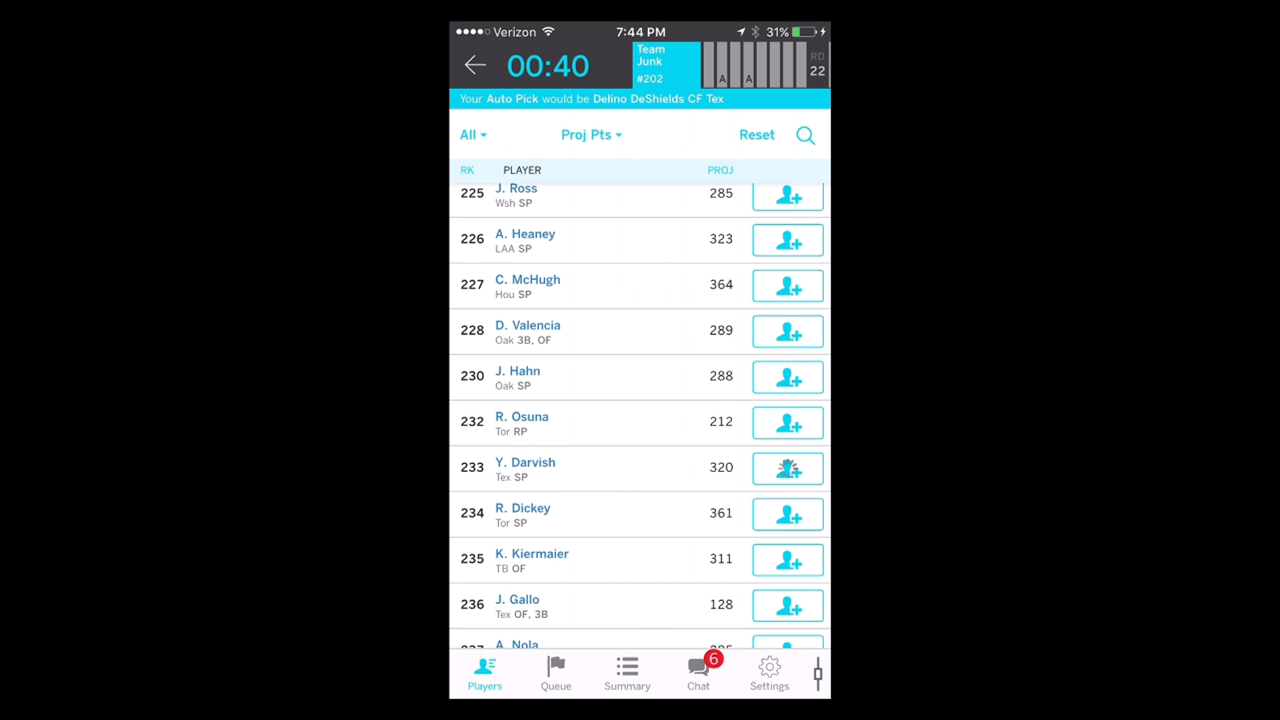 Verizon 7:44 PM 31%
00:40
Team
Junk
#202
A A
RD
22
Your Auto Pick would be Delino DeShields CF Tex
All Proj Pts Reset
RK PLAYER PROJ
225 J. Ross 285
Wsh SP
226 A. Heaney 323
LAA SP
227 C. McHugh 364
Hou SP
228 D. Valencia 289
Oak 3B, OF
230 J. Hahn 288
Oak SP
232 R. Osuna 212
Tor RP
233 Y. Darvish 320
Tex SP
234 R. Dickey 361
Tor SP
235 K. Kiermaier 311
TB OF
236 J. Gallo 128
Tex OF, 3B
A. Nola
6
Players Queue Summary Chat Settings